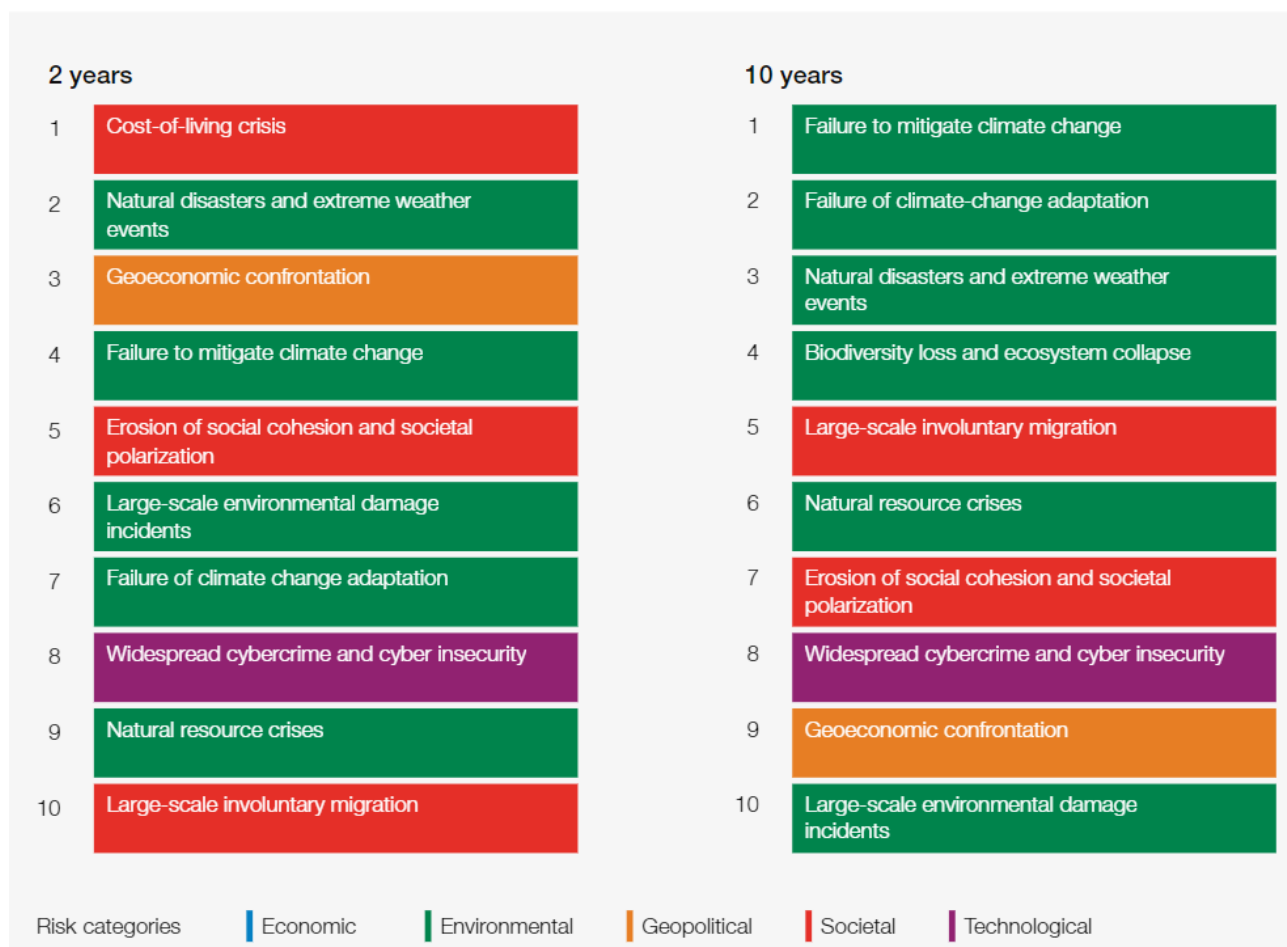 2 years
1 Cost-of-living crisis
2 Natural disasters and extreme weather
events
3 Geoeconomic confrontation
4 Failure to mitigate climate change
5 Erosion of social cohesion and societal
polarization
6 Large-scale environmental damage
incidents
7 Failure of climate change adaptation
8 Widespread cybercrime and cyber insecurity
9 Natural resource crises
10 Large-scale involuntary migration
10 years
1 Failure to mitigate climate change
2 Failure of climate-change adaptation
3 Natural disasters and extreme weather
events
4 Biodiversity loss and ecosystem collapse
5 Large-scale involuntary migration
6 Natural resource crises
7 Erosion of social cohesion and societal
polarization
8 Widespread cybercrime and cyber insecurity
9 Geoeconomic confrontation
10 Large-scale environmental damage
incidents
Risk categories Economic Environmental Geopolitical Societal Technological